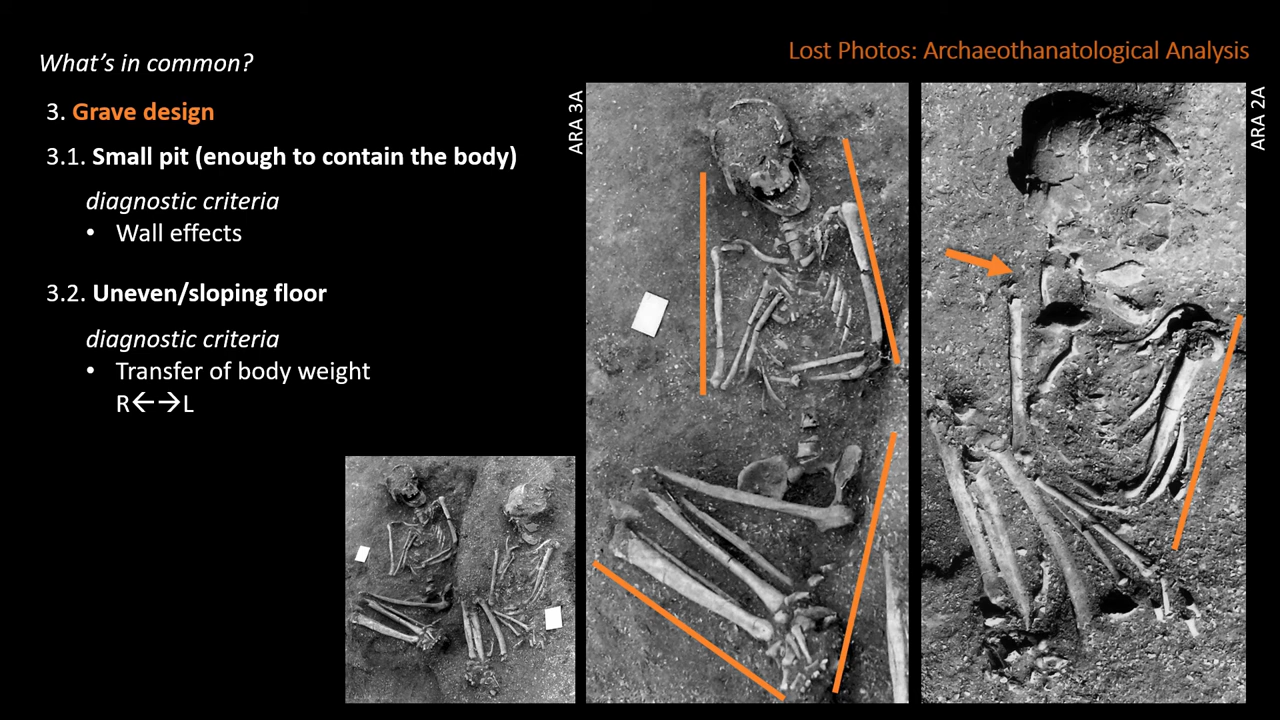 What's in common?
Lost Photos: Archaeothanatological Analysis
3. Grave design
3.1. Small pit (enough to contain the body)
diagnostic criteria
• Wall effects
3.2. Uneven/sloping floor
diagnostic criteria
• Transfer of body weight
R←→L
ARA 3A
ARA 2A